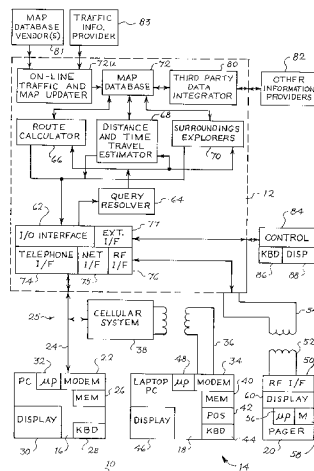 MAP DATABASE VENDOR(S)
TRAFFIC INFO. PROVIDER
83
81
72u
72
80
82
ON-LINE TRAFFIC AND MAP UPDATER
MAP DATABASE
THIRD PARTY DATA INTEGRATOR
OTHER INFORMATION PROVIDERS
68
ROUTE CALCULATOR
DISTANCE AND TIME TRAVEL ESTIMATOR
SURROUNDINGS EXPLORERS
66
70
QUERY RESOLVER
64
12
62
77
84
I/O INTERFACE
EXT. I/F
CONTROL
TELEPHONE I/F
NET I/F
RF I/F
KBD
DISP
74
75
76
86
88
54
25
CELLULAR SYSTEM
24
38
36
52
32
22
48
34
50
PC
µP
MODEM
MEM
26
LAPTOP PC
µP
MODEM
40
MEM
POS
42
RF I/F
60
DISPLAY
56
µP
M
DISPLAY
KBD
DISPLAY
KBD
PAGER
30
16
28
46
18
44
20
58
10
14